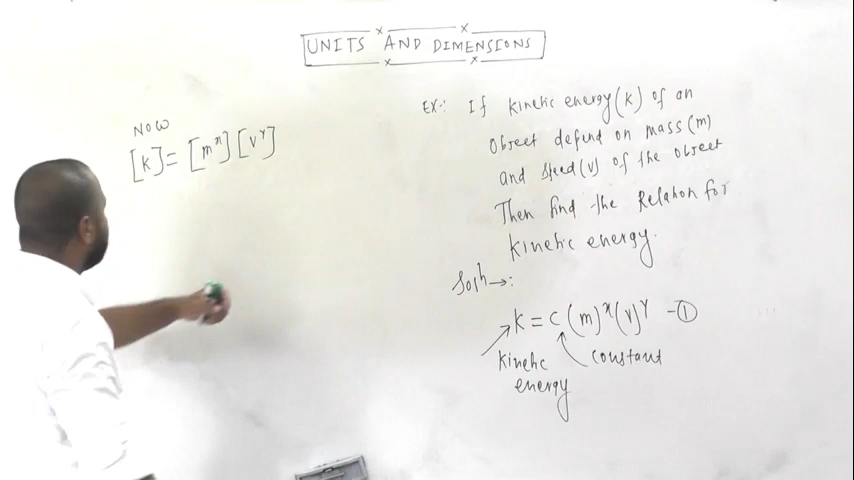 UNITS AND DIMENSIONS
NOW
[K] = [m^x] [v^y]
EX:- If kinetic energy (K) of an
object defend on mass (m)
and speed (v) of the object
Then find the Relation for
kinetic energy.
Solⁿ →:
K = C (m)^x (v)^y - ①
kinetic
energy
constant